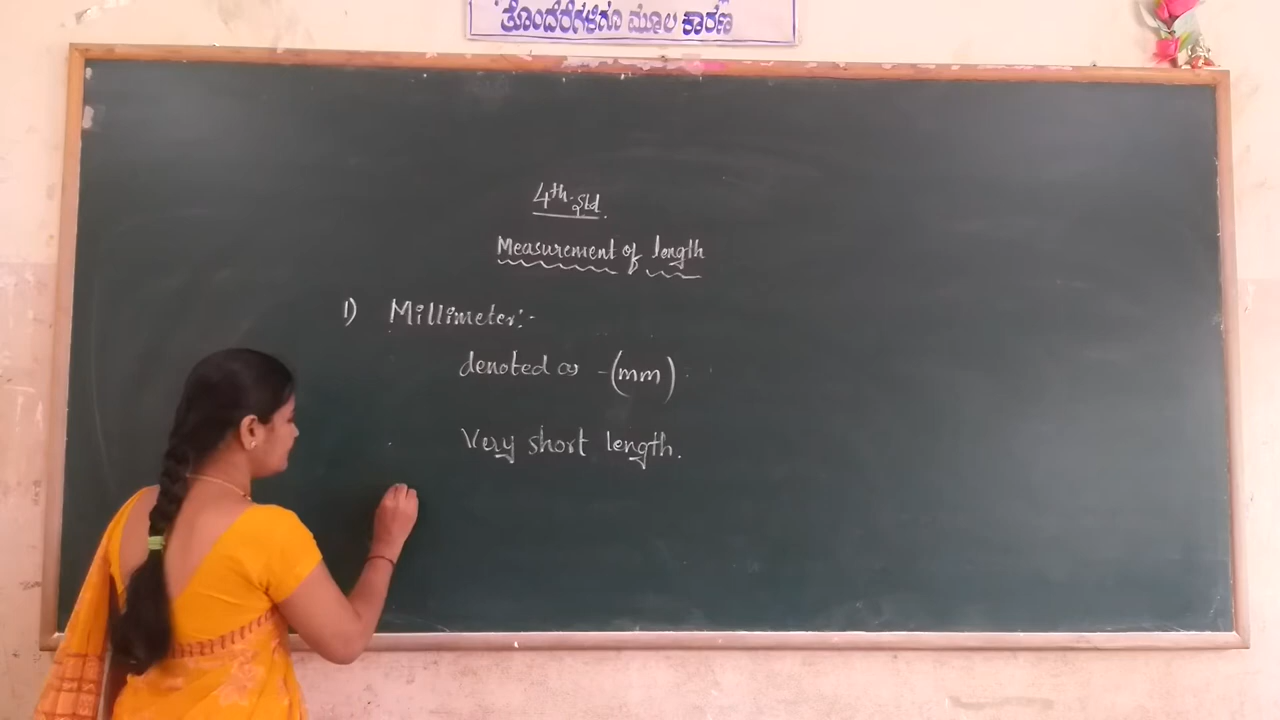 ತೊಂದರೆಗಳಿಗೂ ಮೂಲ ಕಾರಣ
4th std.
Measurement of length
1) Millimeter:-
denoted as -(mm)
Very short length.